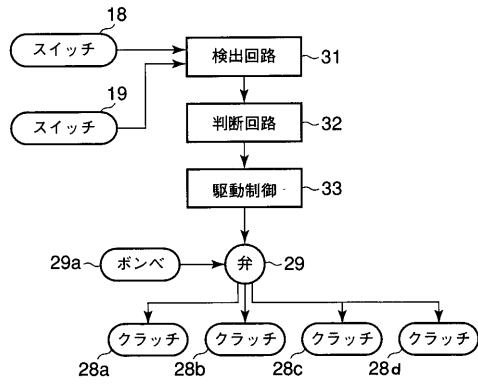 18
スイッチ
検出回路
31
19
スイッチ
判断回路
32
駆動制御
33
29a
ボンベ
弁
29
クラッチ
クラッチ
クラッチ
クラッチ
28a
28b
28c
28d